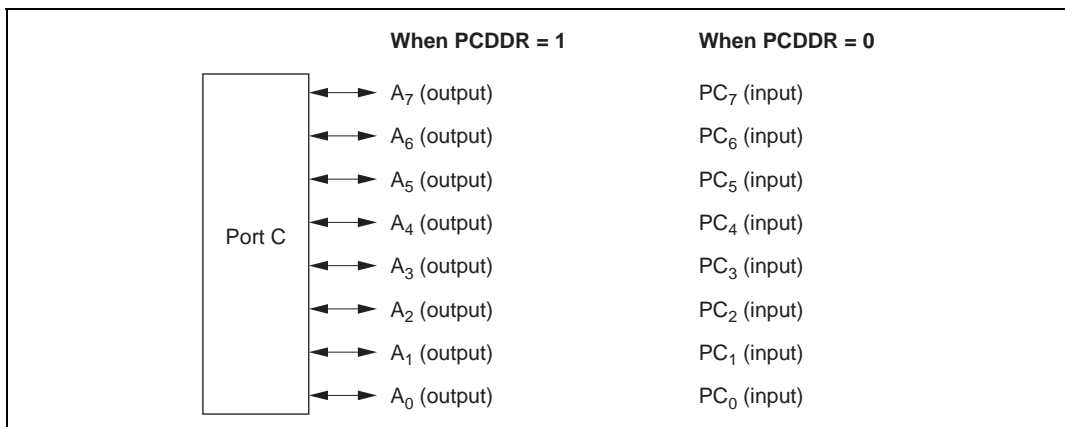 When PCDDR = 1 When PCDDR = 0
A₇ (output) PC₇ (input)
A₆ (output) PC₆ (input)
A₅ (output) PC₅ (input)
A₄ (output) PC₄ (input)
Port C
A₃ (output) PC₃ (input)
A₂ (output) PC₂ (input)
A₁ (output) PC₁ (input)
A₀ (output) PC₀ (input)